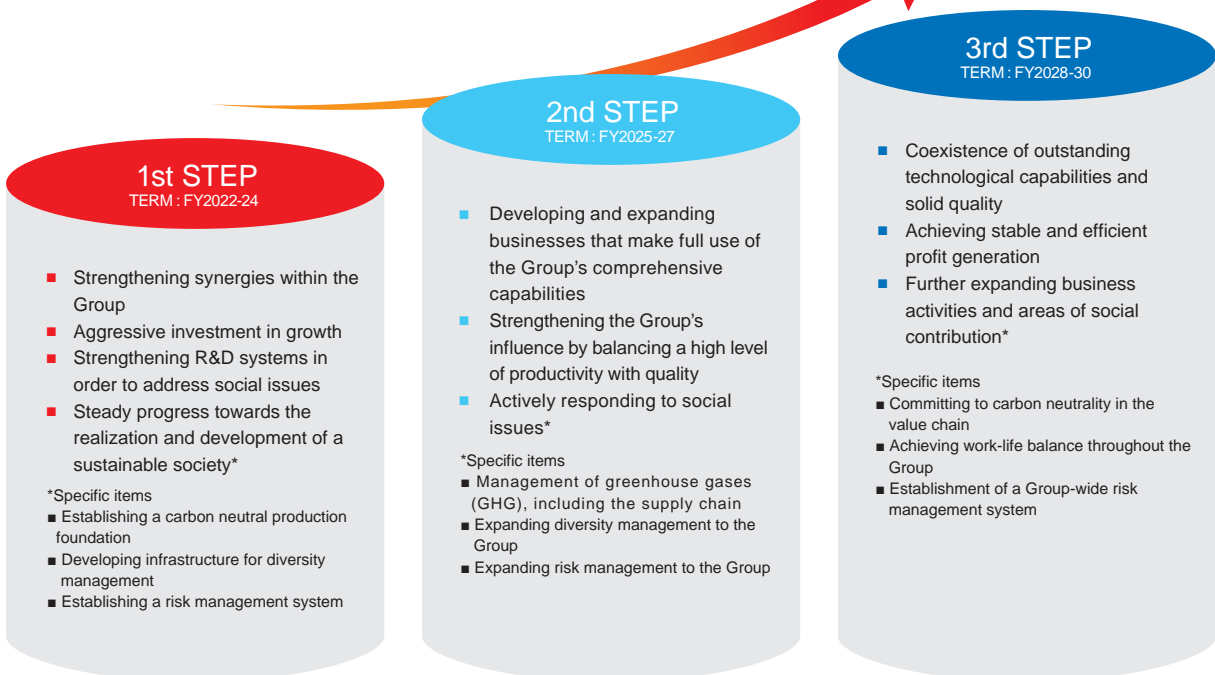 1st STEP
TERM : FY2022-24
■ Strengthening synergies within the
Group
■ Aggressive investment in growth
■ Strengthening R&D systems in
order to address social issues
■ Steady progress towards the
realization and development of a
sustainable society*
*Specific items
■ Establishing a carbon neutral production
foundation
■ Developing infrastructure for diversity
management
■ Establishing a risk management system
2nd STEP
TERM : FY2025-27
■ Developing and expanding
businesses that make full use of
the Group’s comprehensive
capabilities
■ Strengthening the Group’s
influence by balancing a high level
of productivity with quality
■ Actively responding to social
issues*
*Specific items
■ Management of greenhouse gases
(GHG), including the supply chain
■ Expanding diversity management to the
Group
■ Expanding risk management to the Group
3rd STEP
TERM : FY2028-30
■ Coexistence of outstanding
technological capabilities and
solid quality
■ Achieving stable and efficient
profit generation
■ Further expanding business
activities and areas of social
contribution*
*Specific items
■ Committing to carbon neutrality in the
value chain
■ Achieving work-life balance throughout the
Group
■ Establishment of a Group-wide risk
management system